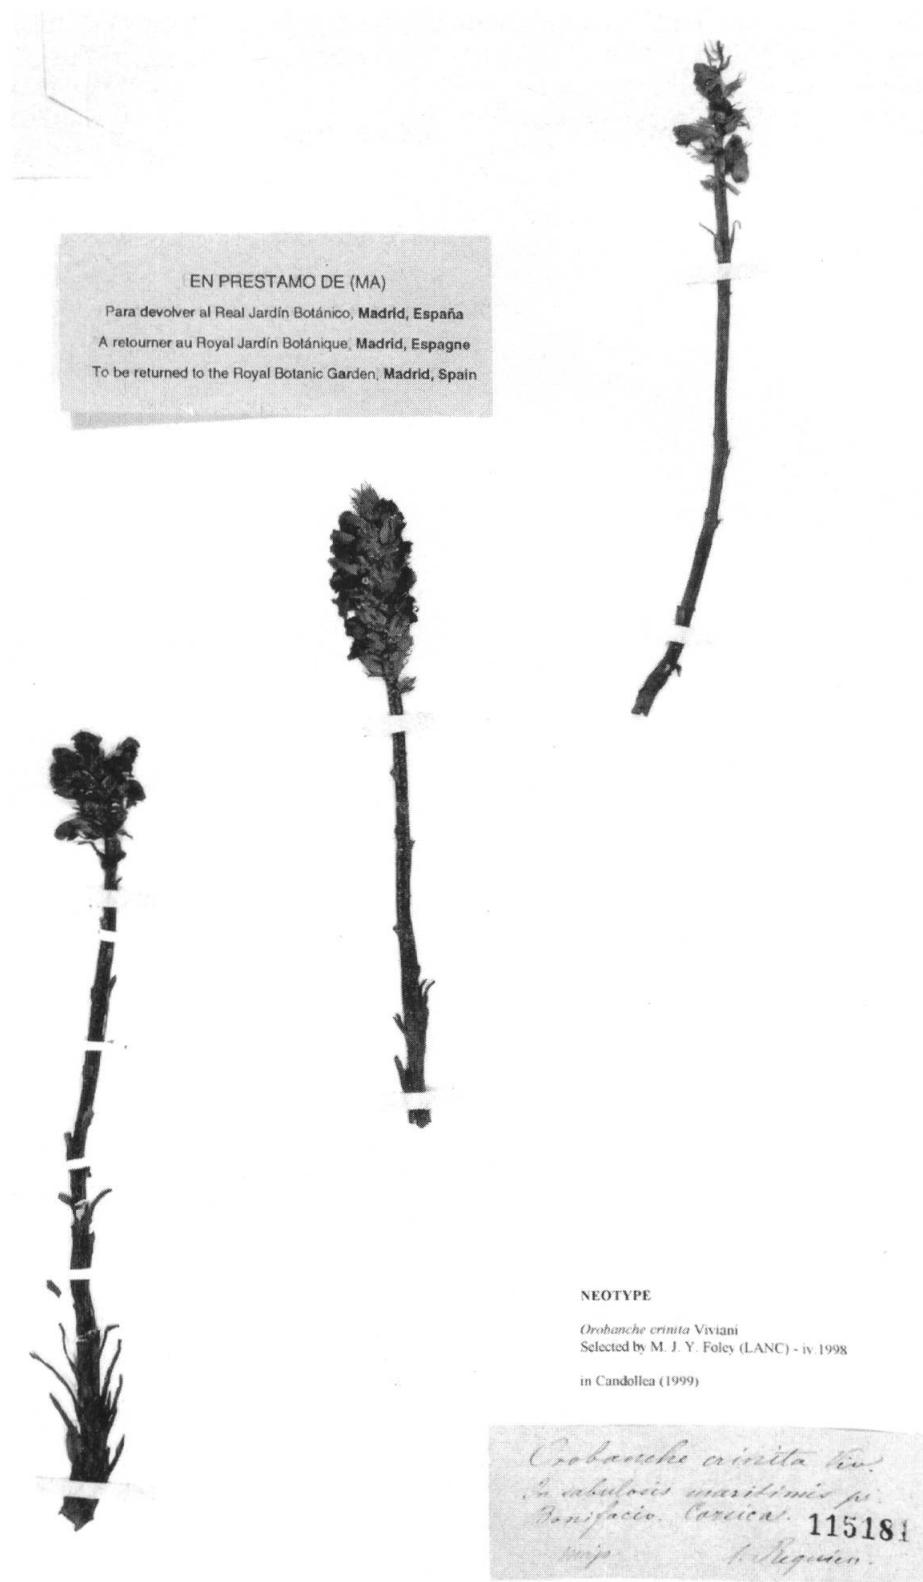 EN PRESTAMO DE (MA)
Para devolver al Real Jardín Botánico, Madrid, España
A retourner au Royal Jardín Botánique, Madrid, Espagne
To be returned to the Royal Botanic Garden, Madrid, Spain
NEOTYPE
Orobanche crinita Viviani
Selected by M. J. Y. Foley (LANC) - iv.1998
in Candollea (1999)
Orobanche crinita Viv.
In sabulosis maritimis
Bonifacio. Corsica.
115181
Requien.